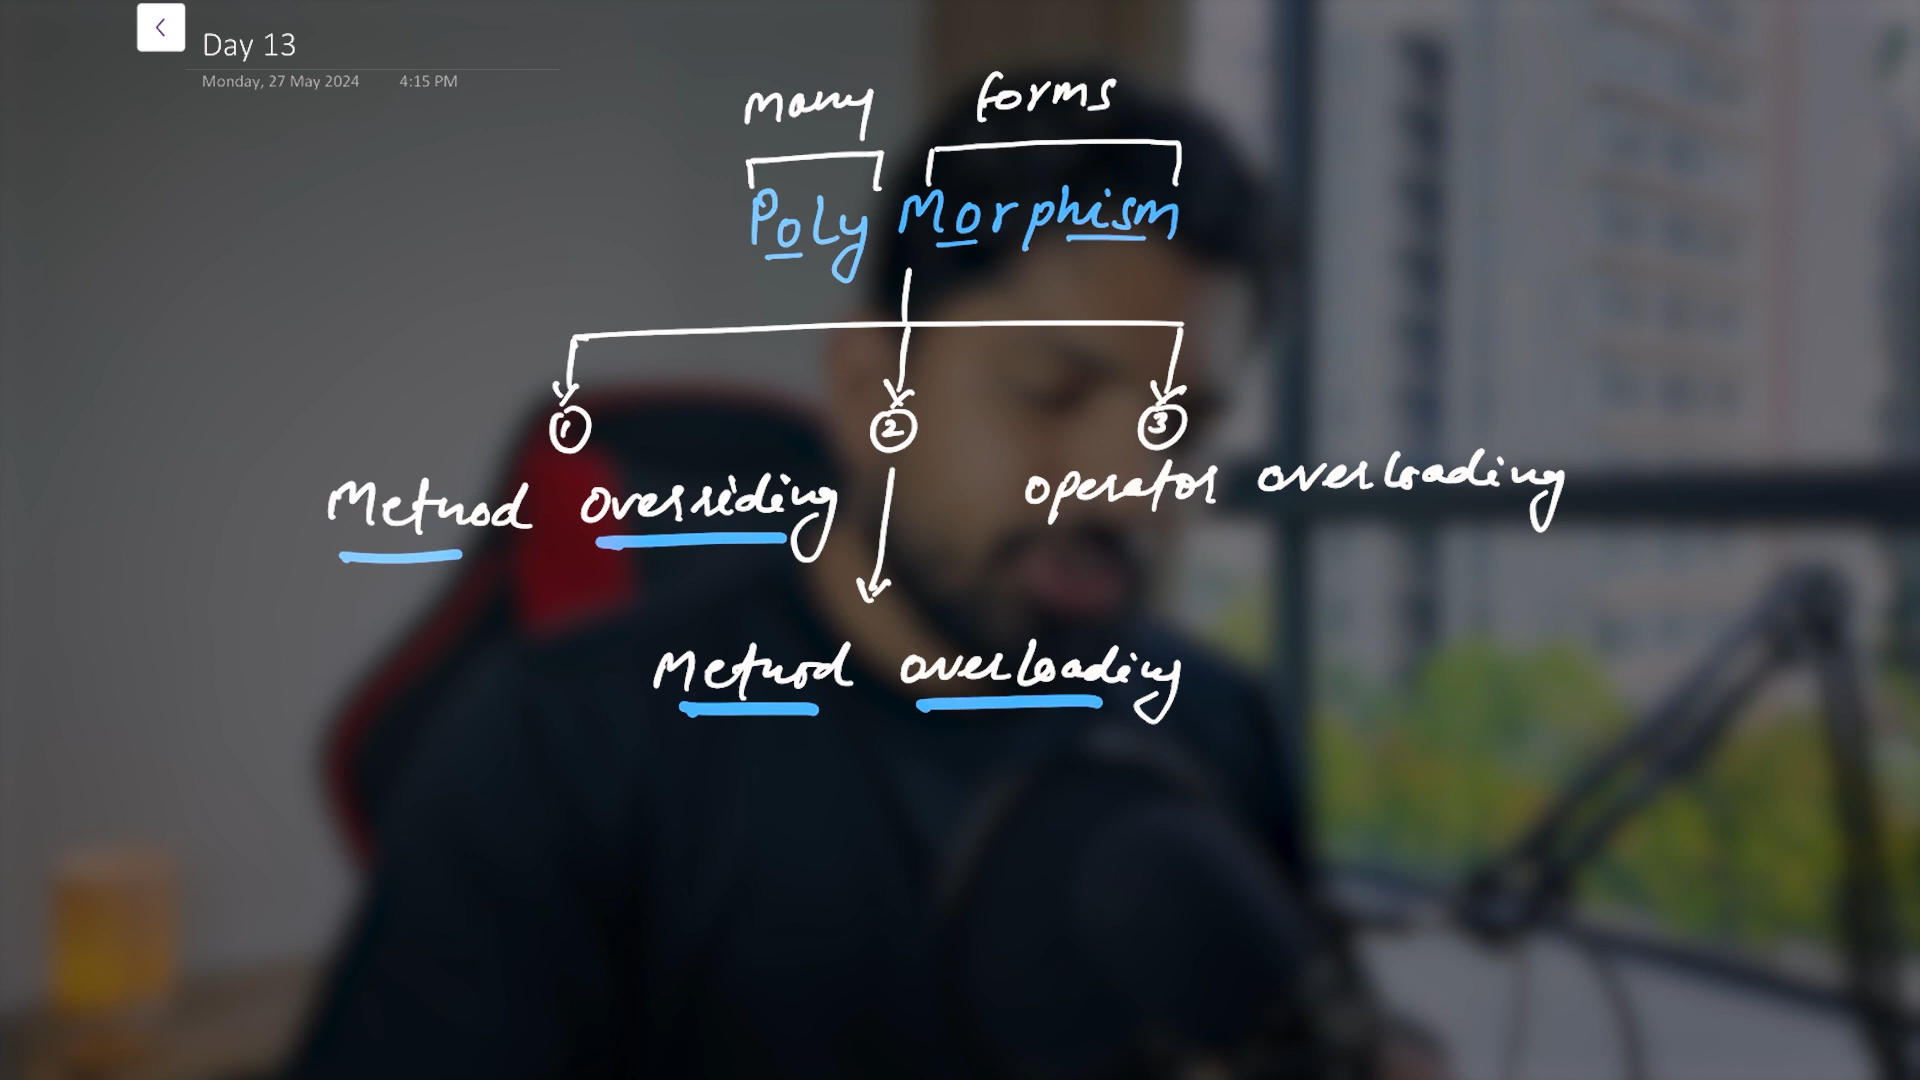 Day 13
Monday, 27 May 2024 4:15 PM
many forms
Poly Morphism
1 2 3
Method overriding
operator overloading
Method overloading